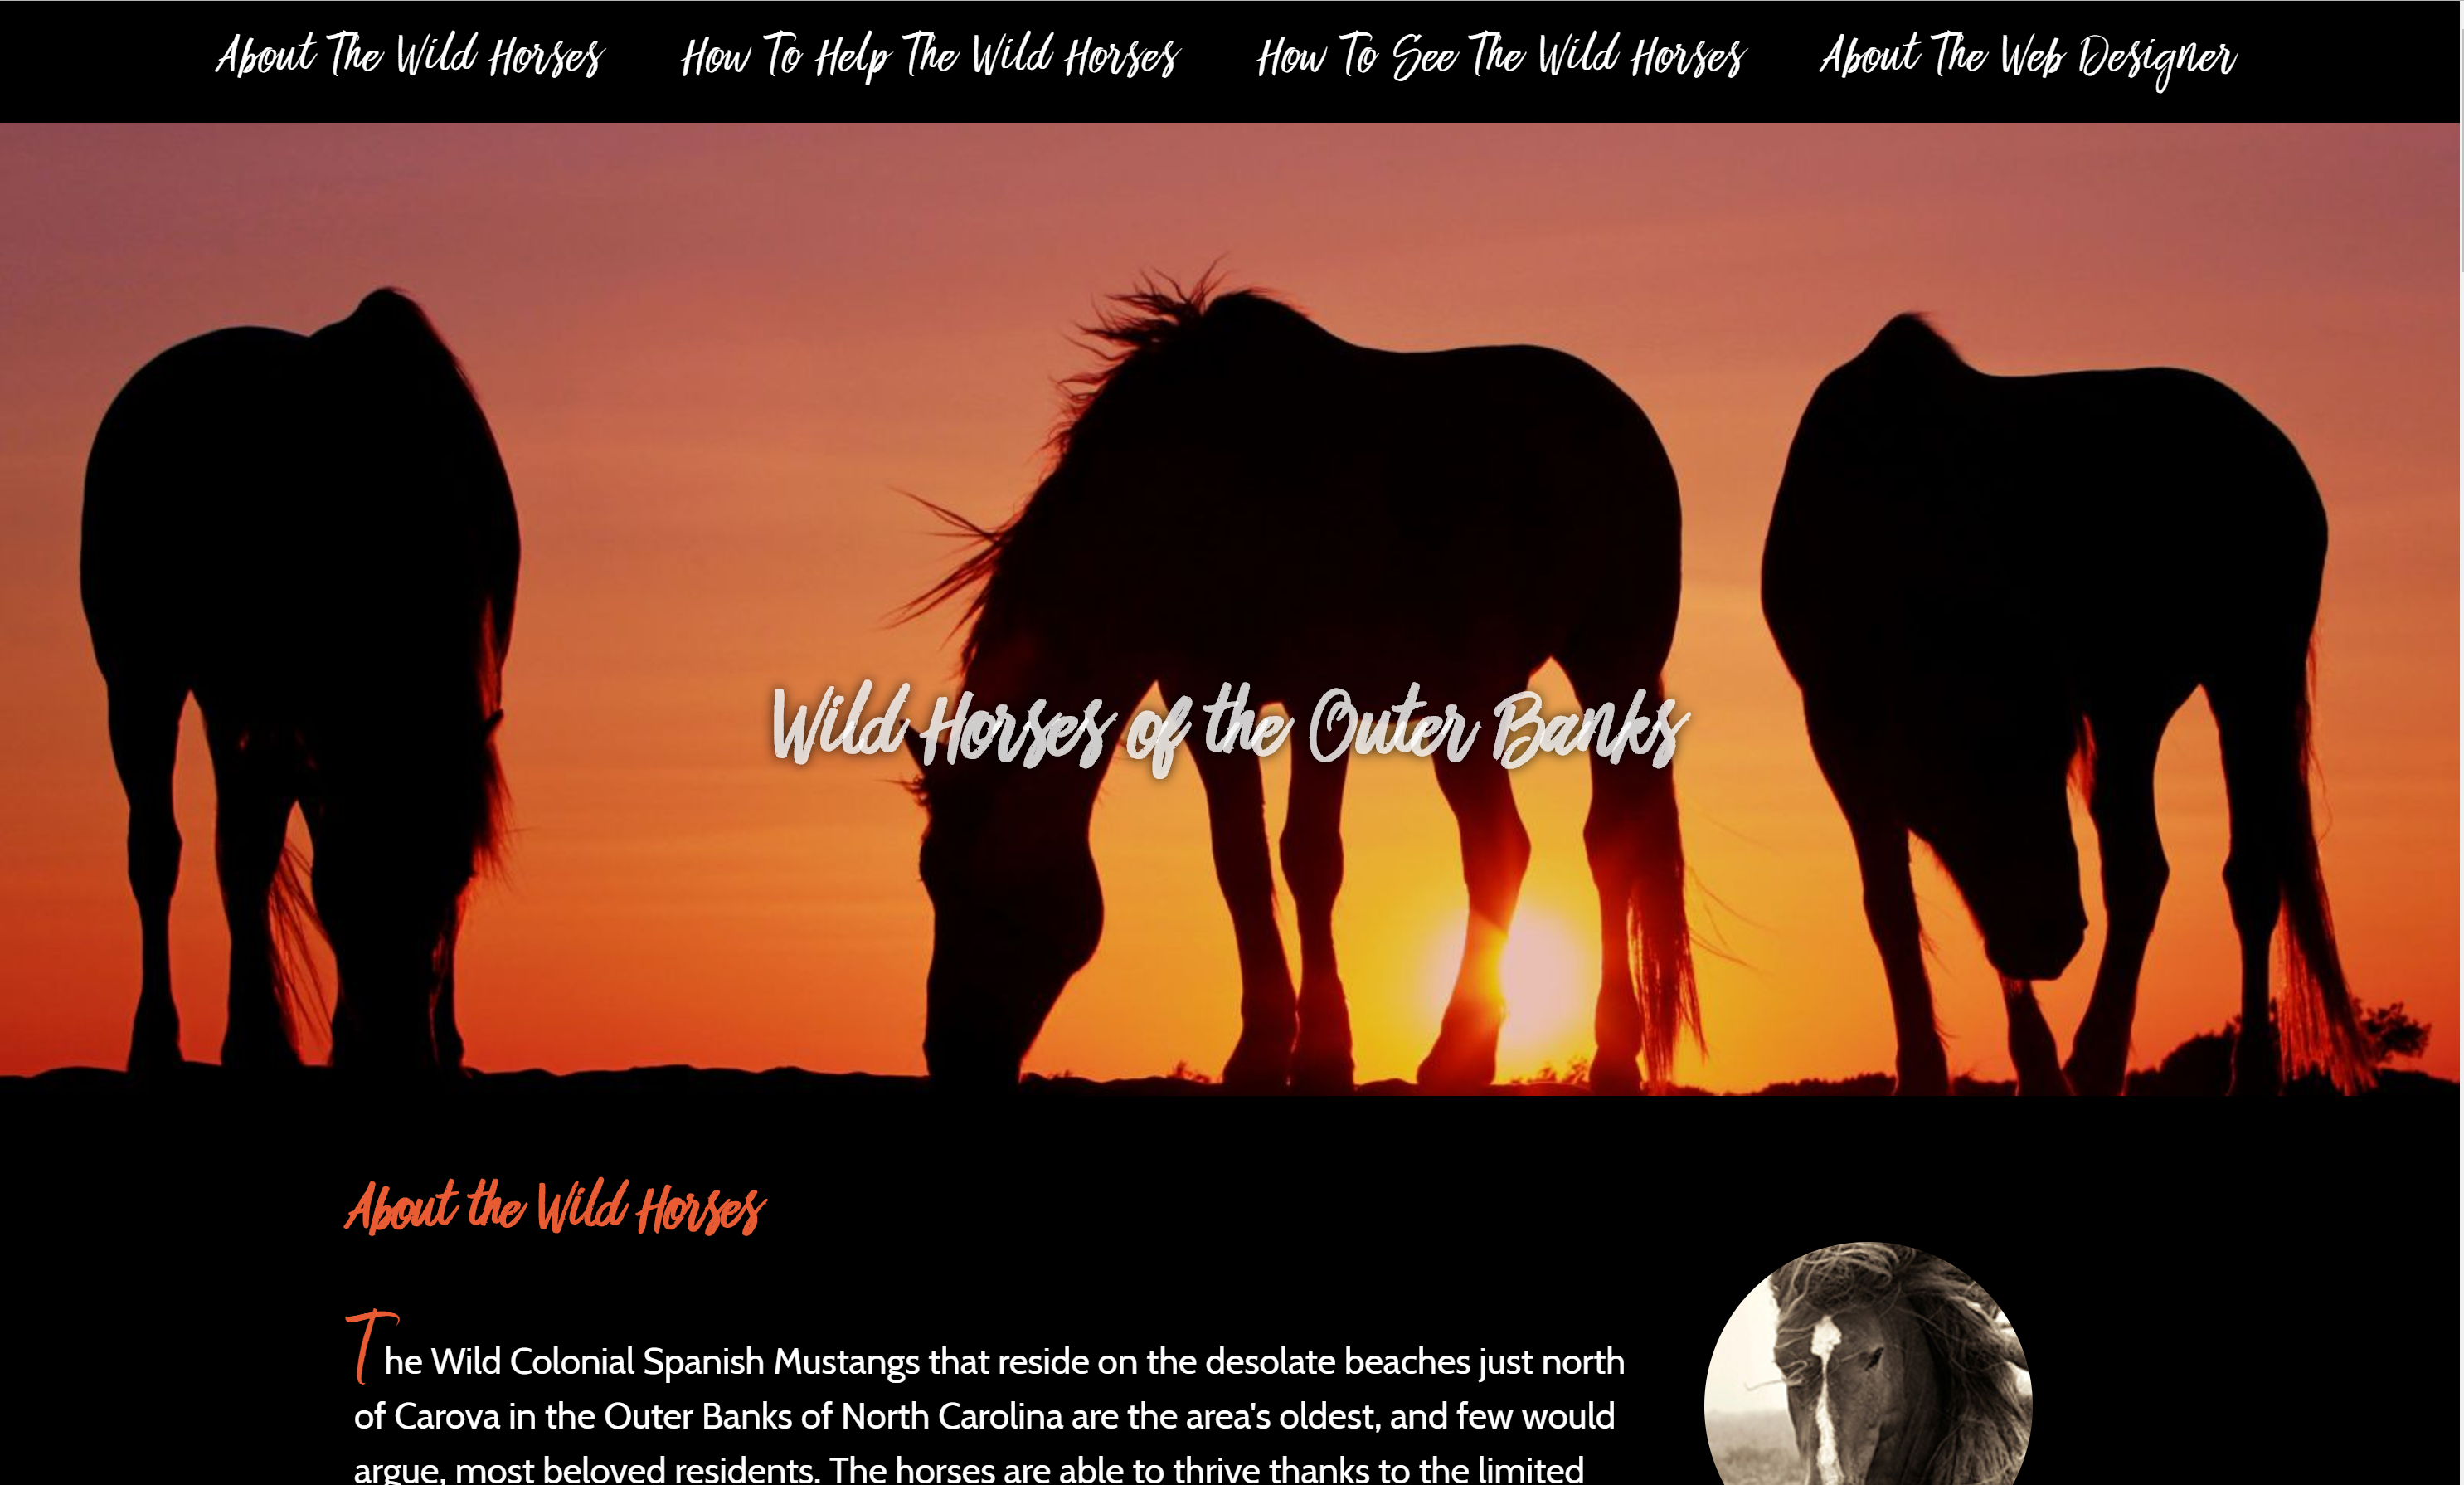 About The Wild Horses How To Help The Wild Horses How To See The Wild Horses About The Web Designer
Wild Horses of the Outer Banks
About the Wild Horses
The Wild Colonial Spanish Mustangs that reside on the desolate beaches just north
of Carova in the Outer Banks of North Carolina are the area's oldest, and few would
argue, most beloved residents. The horses are able to thrive thanks to the limited